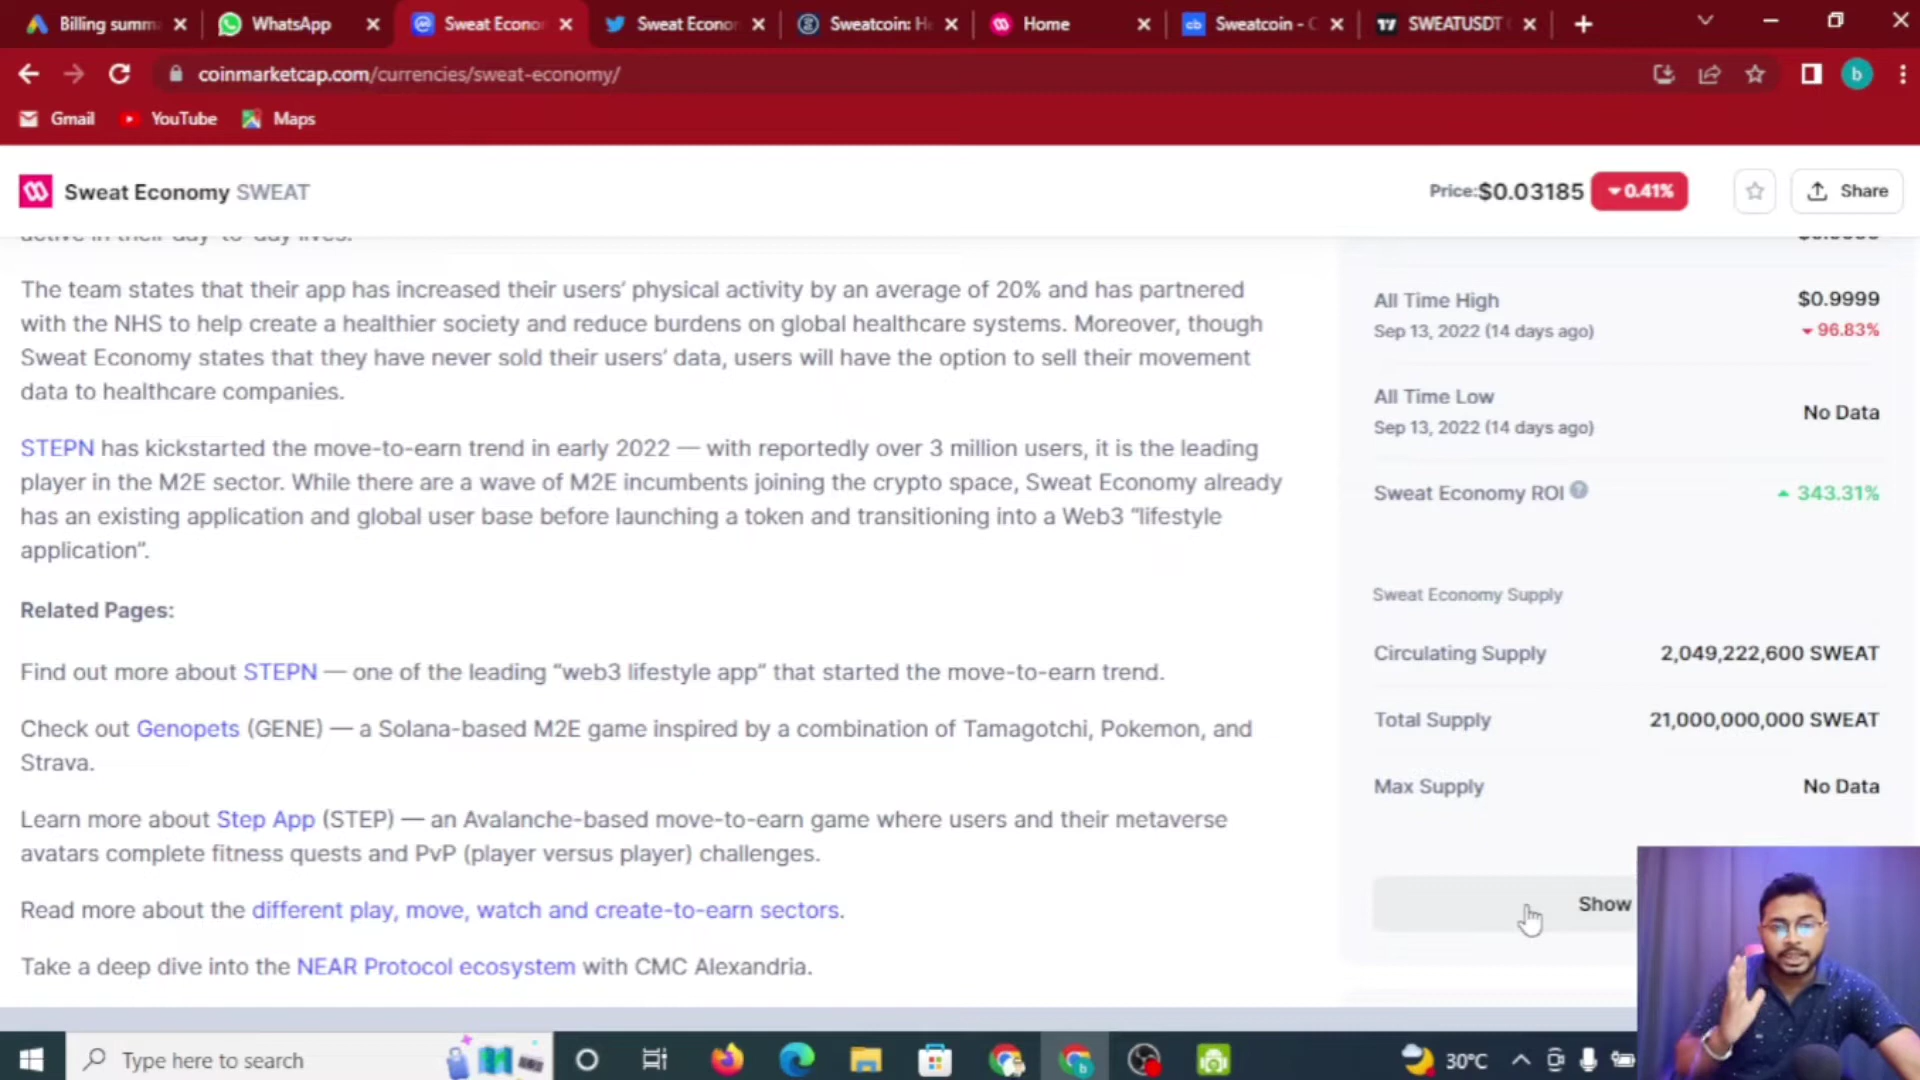 Billing summ
WhatsApp
Sweat Econo
Sweat Econo
Sweatcoin: H
Home
Sweatcoin - C
SWEATUSDT
coinmarketcap.com/currencies/sweat-economy/
b
Gmail
YouTube
Maps
Sweat Economy SWEAT
Price:$0.03185
0.41%
Share
active in their day-to-day lives.
The team states that their app has increased their users’ physical activity by an average of 20% and has partnered
with the NHS to help create a healthier society and reduce burdens on global healthcare systems. Moreover, though
Sweat Economy states that they have never sold their users’ data, users will have the option to sell their movement
data to healthcare companies.
STEPN has kickstarted the move-to-earn trend in early 2022 — with reportedly over 3 million users, it is the leading
player in the M2E sector. While there are a wave of M2E incumbents joining the crypto space, Sweat Economy already
has an existing application and global user base before launching a token and transitioning into a Web3 “lifestyle
application”.
Related Pages:
Find out more about STEPN — one of the leading “web3 lifestyle app” that started the move-to-earn trend.
Check out Genopets (GENE) — a Solana-based M2E game inspired by a combination of Tamagotchi, Pokemon, and
Strava.
Learn more about Step App (STEP) — an Avalanche-based move-to-earn game where users and their metaverse
avatars complete fitness quests and PvP (player versus player) challenges.
Read more about the different play, move, watch and create-to-earn sectors.
Take a deep dive into the NEAR Protocol ecosystem with CMC Alexandria.
All Time High
$0.9999
Sep 13, 2022 (14 days ago)
96.83%
All Time Low
No Data
Sep 13, 2022 (14 days ago)
Sweat Economy ROI
343.31%
Sweat Economy Supply
Circulating Supply
2,049,222,600 SWEAT
Total Supply
21,000,000,000 SWEAT
Max Supply
No Data
Show
Type here to search
30°C